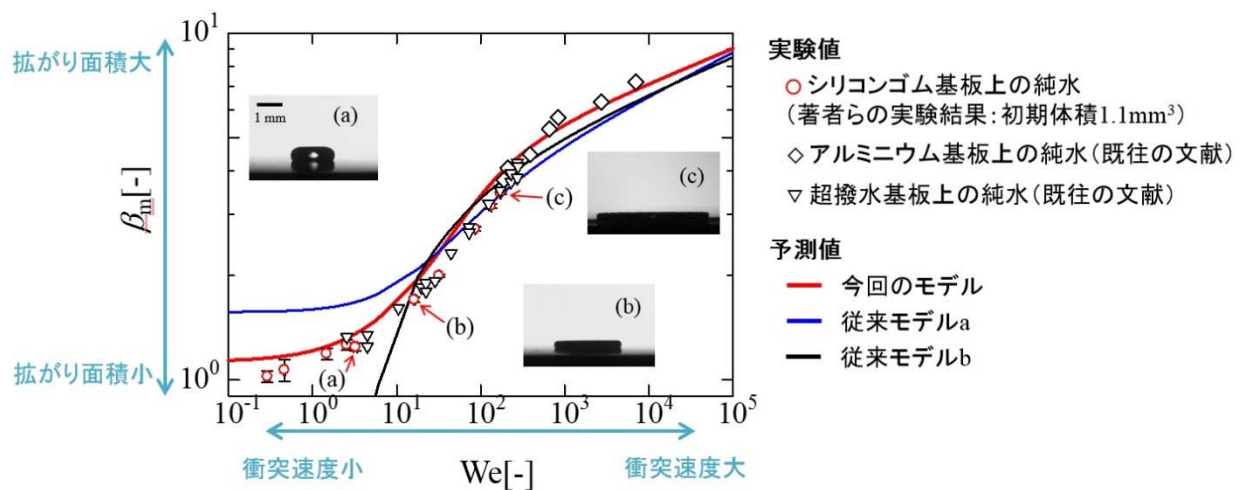 拡がり面積大
拡がり面積小
βm[-]
10¹
10⁰
10⁻¹
10⁰
10¹
10²
10³
10⁴
10⁵
衝突速度小
We[-]
衝突速度大
1 mm
(a)
(c)
(b)
(c)
(b)
(a)
実験値
シリコンゴム基板上の純水
(著者らの実験結果:初期体積1.1mm³)
アルミニウム基板上の純水(既往の文献)
超撥水基板上の純水(既往の文献)
予測値
今回のモデル
従来モデルa
従来モデルb